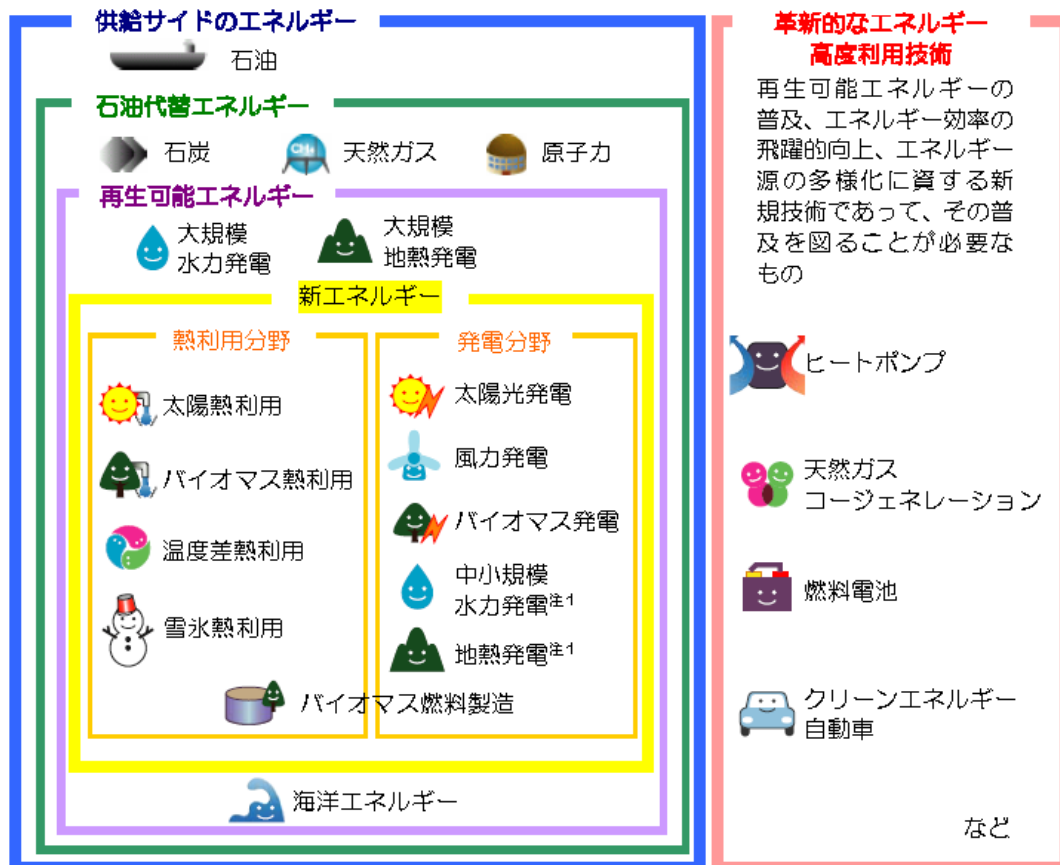 供給サイドのエネルギー
石油
石油代替エネルギー
石炭
天然ガス
原子力
再生可能エネルギー
大規模
水力発電
大規模
地熱発電
新エネルギー
熱利用分野
太陽熱利用
バイオマス熱利用
温度差熱利用
雪氷熱利用
発電分野
太陽光発電
風力発電
バイオマス発電
中小規模
水力発電注1
地熱発電注1
バイオマス燃料製造
海洋エネルギー
革新的なエネルギー
高度利用技術
再生可能エネルギーの
普及、エネルギー効率の
飛躍的向上、エネルギー
源の多様化に資する新
規技術であって、その普
及を図ることが必要な
もの
ヒートポンプ
天然ガス
コージェネレーション
燃料電池
クリーンエネルギー
自動車
など